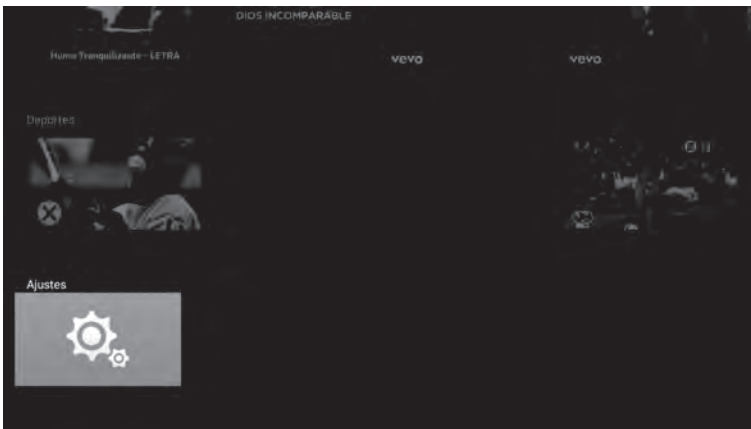 DIOS INCOMPARABLE
Humo Tranquilizante - LETRA
vevo
vevo
Deportes
Ajustes